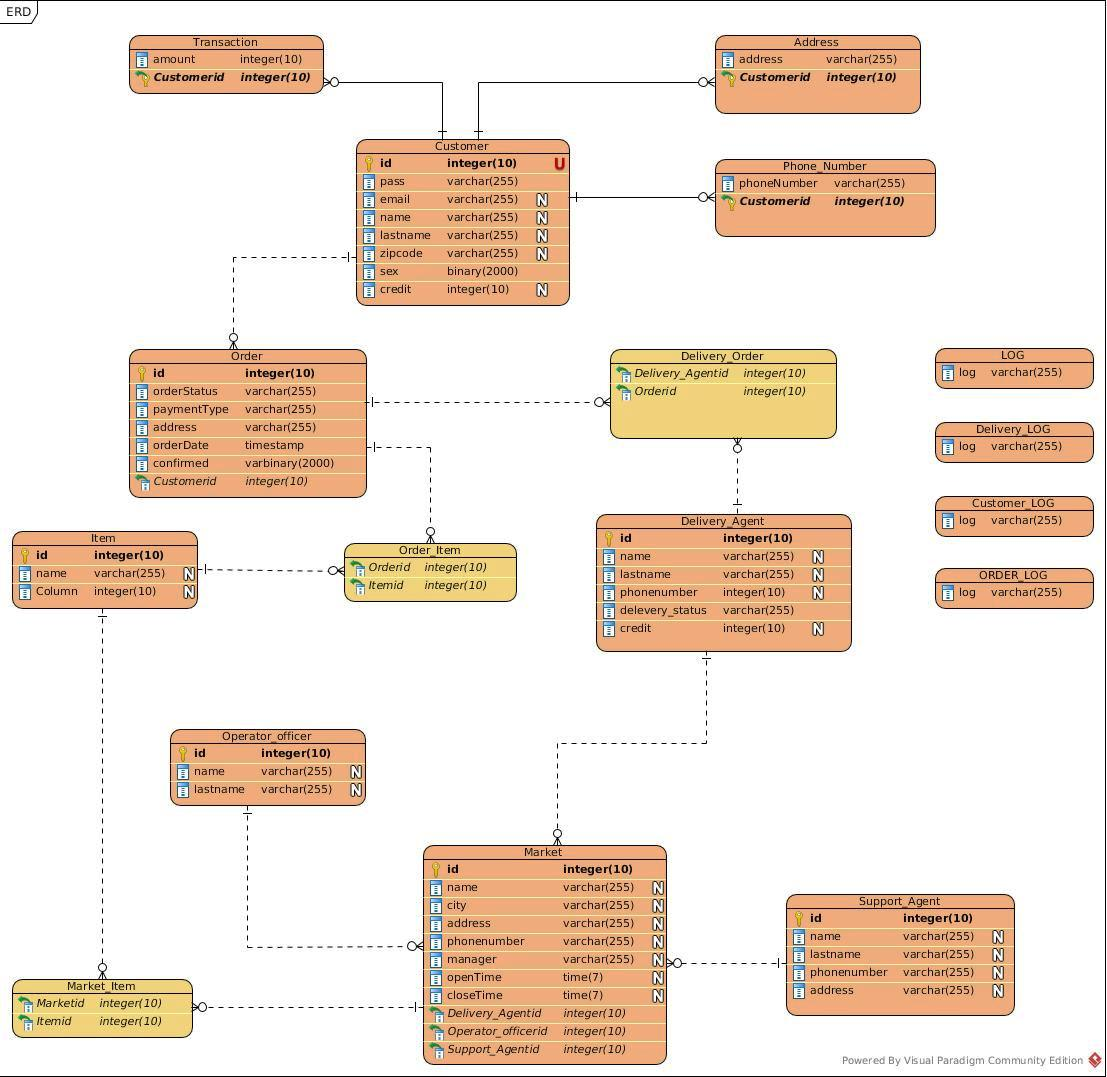 ERD
Transaction
amount integer(10)
Customerid integer(10)
Address
address varchar(255)
Customerid integer(10)
Customer
id integer(10) U
pass varchar(255)
email varchar(255) N
name varchar(255) N
lastname varchar(255) N
zipcode varchar(255) N
sex binary(2000)
credit integer(10) N
Phone_Number
phoneNumber varchar(255)
Customerid integer(10)
Order
id integer(10)
orderStatus varchar(255)
paymentType varchar(255)
address varchar(255)
orderDate timestamp
confirmed varbinary(2000)
Customerid integer(10)
Delivery_Order
Delivery_Agentid integer(10)
Orderid integer(10)
LOG
log varchar(255)
Delivery_LOG
log varchar(255)
Customer_LOG
log varchar(255)
ORDER_LOG
log varchar(255)
Item
id integer(10)
name varchar(255) N
Column integer(10) N
Order_Item
Orderid integer(10)
Itemid integer(10)
Delivery_Agent
id integer(10)
name varchar(255) N
lastname varchar(255) N
phonenumber integer(10) N
delevery_status varchar(255)
credit integer(10) N
Operator_officer
id integer(10)
name varchar(255) N
lastname varchar(255) N
Market
id integer(10)
name varchar(255) N
city varchar(255) N
address varchar(255) N
phonenumber varchar(255) N
manager varchar(255) N
openTime time(7) N
closeTime time(7) N
Delivery_Agentid integer(10)
Operator_officerid integer(10)
Support_Agentid integer(10)
Support_Agent
id integer(10)
name varchar(255) N
lastname varchar(255) N
phonenumber varchar(255) N
address varchar(255) N
Market_Item
Marketid integer(10)
Itemid integer(10)
Powered By Visual Paradigm Community Edition